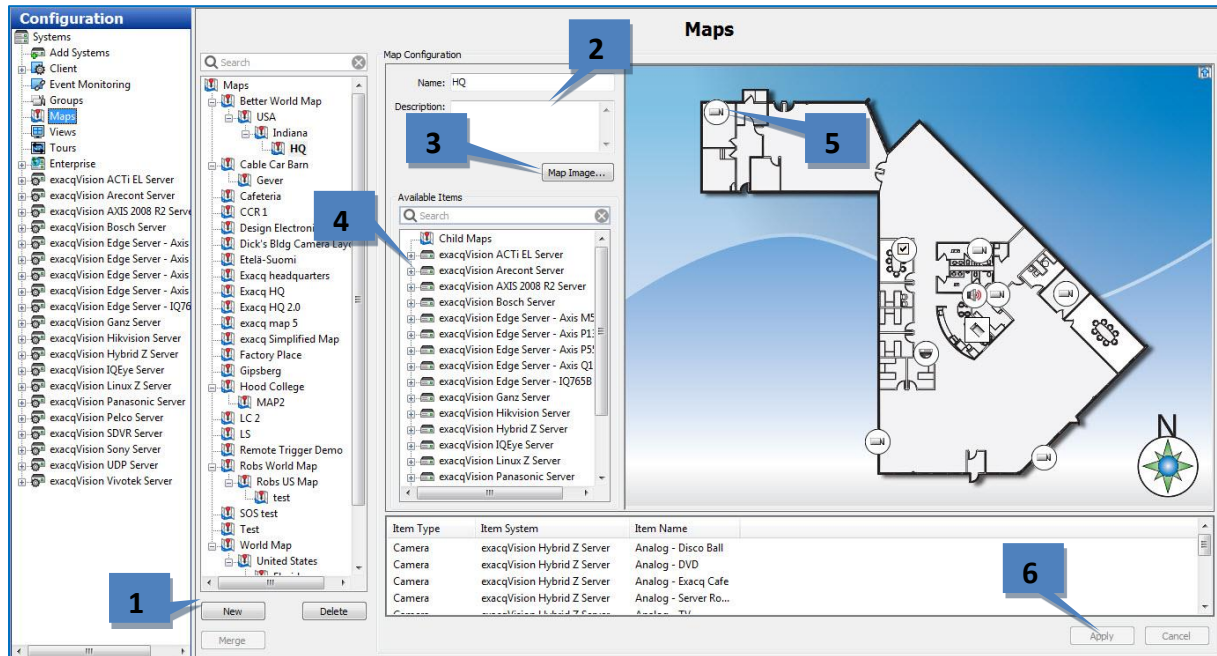 Configuration
Systems
Add Systems
Client
Event Monitoring
Groups
Maps
Views
Tours
Enterprise
exacqVision ACTi EL Server
exacqVision Arecont Server
exacqVision AXIS 2008 R2 Serve
exacqVision Bosch Server
exacqVision Edge Server - Axis
exacqVision Edge Server - Axis
exacqVision Edge Server - Axis
exacqVision Edge Server - Axis
exacqVision Edge Server - IQ76
exacqVision Ganz Server
exacqVision Hikvision Server
exacqVision Hybrid Z Server
exacqVision IQEye Server
exacqVision Linux Z Server
exacqVision Panasonic Server
exacqVision Pelco Server
exacqVision SDVR Server
exacqVision Sony Server
exacqVision UDP Server
exacqVision Vivotek Server
Maps
Search
Maps
Better World Map
USA
Indiana
HQ
Cable Car Barn
Gever
Cafeteria
CCR 1
Design Electroni
Dick's Bldg Camera Layo
Etelä-Suomi
Exacq headquarters
Exacq HQ
Exacq HQ 2.0
exacq map 5
exacq Simplified Map
Factory Place
Gipsberg
Hood College
MAP2
LC 2
LS
Remote Trigger Demo
Robs World Map
Robs US Map
test
SOS test
Test
World Map
United States
1
New
Delete
Merge
Map Configuration
2
Name: HQ
Description:
3
Map Image...
Available Items
4
Search
Child Maps
exacqVision ACTi EL Server
exacqVision Arecont Server
exacqVision AXIS 2008 R2 Server
exacqVision Bosch Server
exacqVision Edge Server - Axis M5
exacqVision Edge Server - Axis P13
exacqVision Edge Server - Axis P55
exacqVision Edge Server - Axis Q1
exacqVision Edge Server - IQ765B
exacqVision Ganz Server
exacqVision Hikvision Server
exacqVision Hybrid Z Server
exacqVision IQEye Server
exacqVision Linux Z Server
exacqVision Panasonic Server
5
N
Item Type Item System Item Name
Camera exacqVision Hybrid Z Server Analog - Disco Ball
Camera exacqVision Hybrid Z Server Analog - DVD
Camera exacqVision Hybrid Z Server Analog - Exacq Cafe
Camera exacqVision Hybrid Z Server Analog - Server Ro...
Camera exacqVision Hybrid Z Server Analog - TV
6
Apply
Cancel